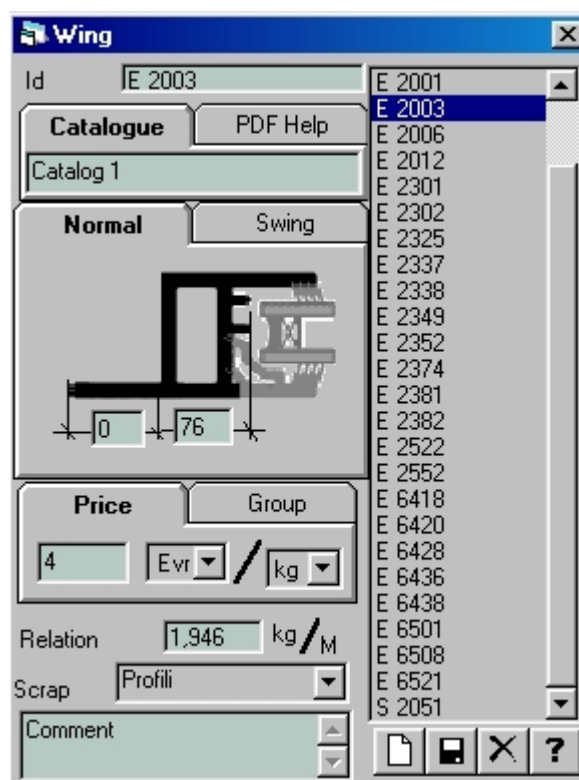 Wing
Id E 2003
Catalogue PDF Help
Catalog 1
Normal Swing
0 76
Price Group
4 Evr / kg
Relation 1,946 kg/M
Scrap Profili
Comment
E 2001
E 2003
E 2006
E 2012
E 2301
E 2302
E 2325
E 2337
E 2338
E 2349
E 2352
E 2374
E 2381
E 2382
E 2522
E 2552
E 6418
E 6420
E 6428
E 6436
E 6438
E 6501
E 6508
E 6521
S 2051
?